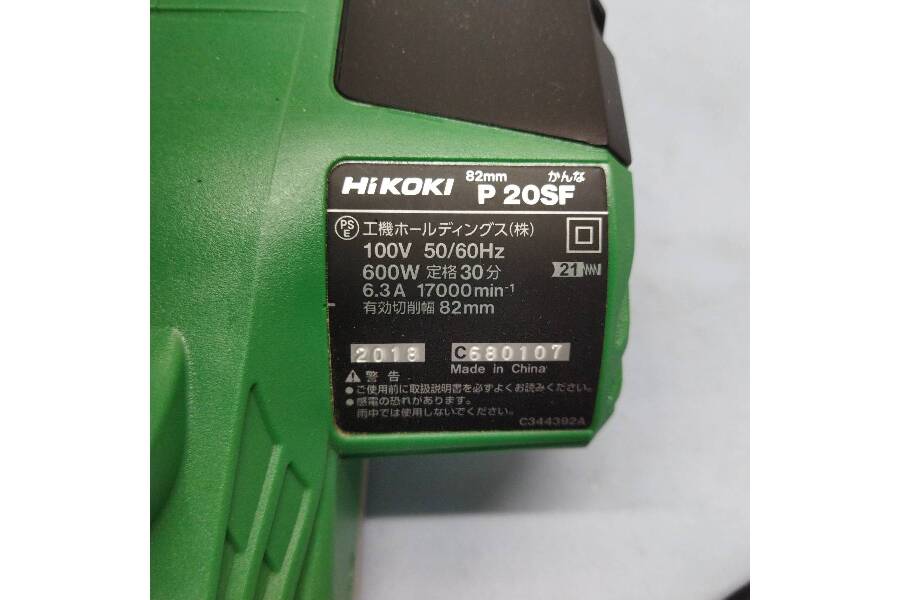 HiKOKI 82mm かんな
P 20SF
PSE 工機ホールディングス(株)
100V 50/60Hz
600W 定格30分
21
6.3A 17000min⁻¹
有効切削幅 82mm
2018 C680107
Made in China
警告
●ご使用前に取扱説明書を必ずよくお読みください。
●感電の恐れがあります。
雨中では使用しないでください。
C344392A